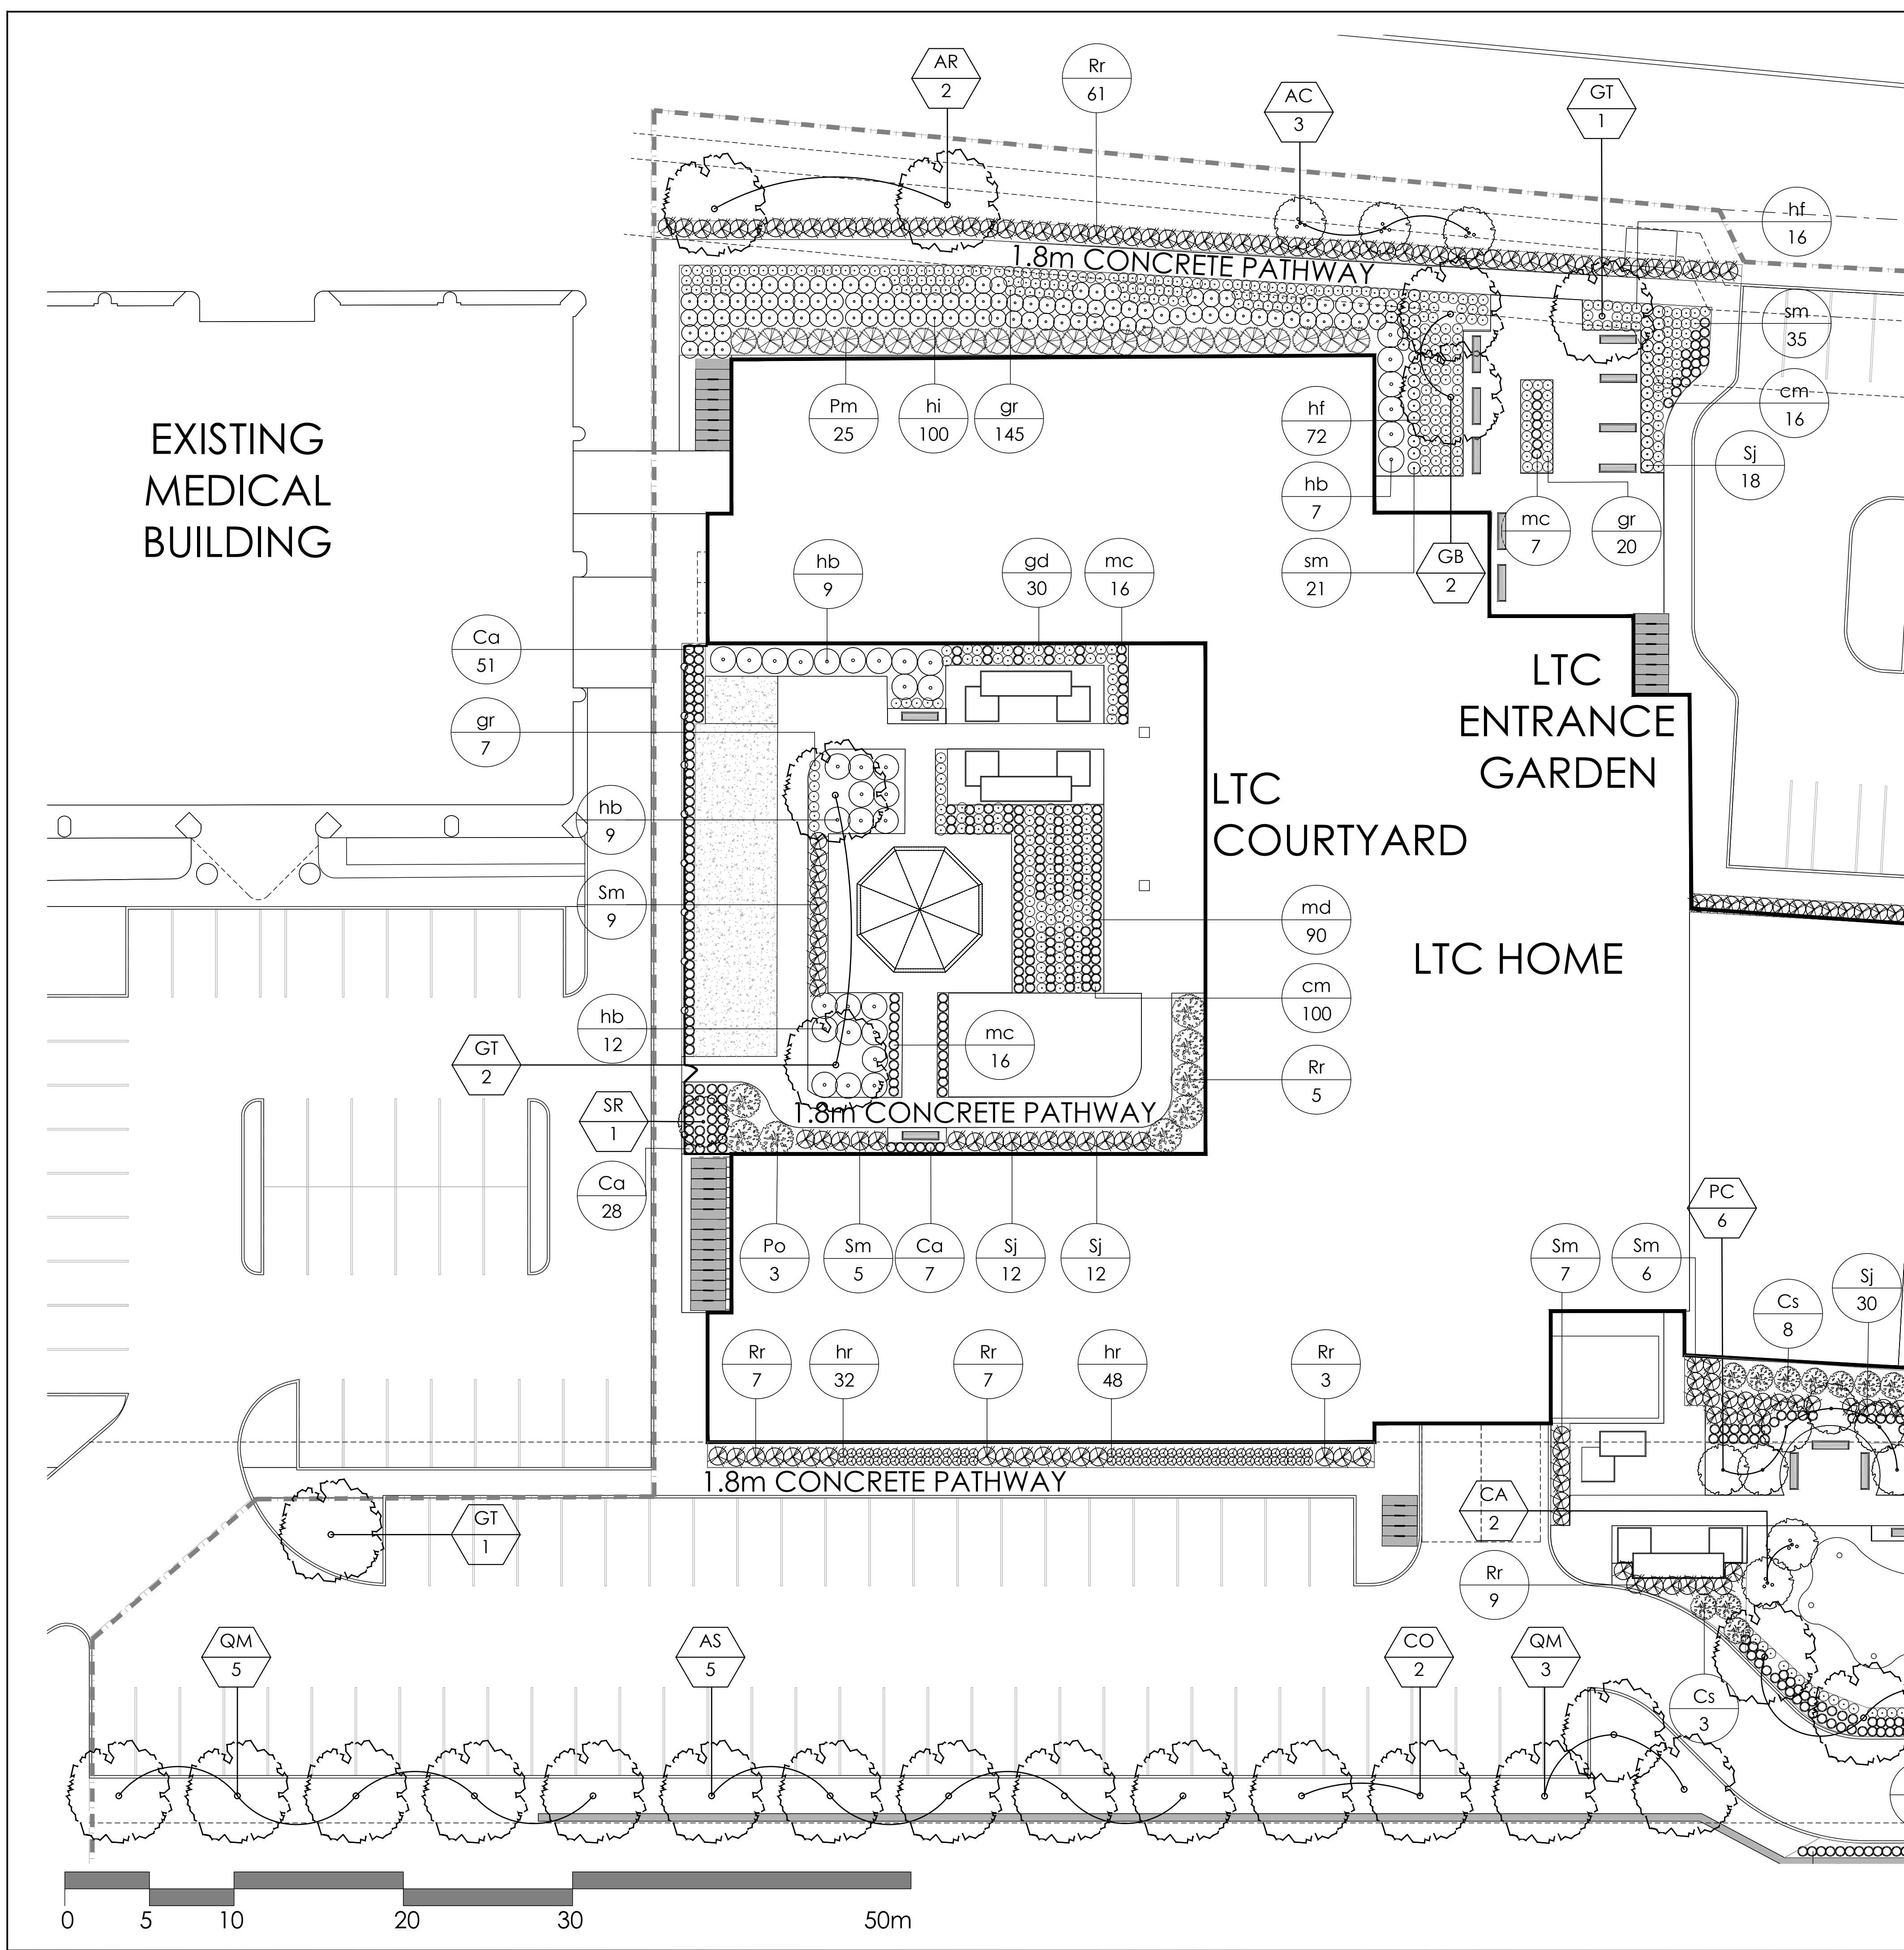 AR
2
Rr
61
AC
3
GT
1
hf
16
1.8m CONCRETE PATHWAY
sm
35
cm
16
Pm
25
hi
100
gr
145
hf
72
EXISTING
MEDICAL
BUILDING
Sj
18
hb
7
mc
7
gr
20
hb
9
gd
30
mc
16
sm
21
GB
2
Ca
51
LTC
ENTRANCE
GARDEN
gr
7
LTC
COURTYARD
hb
9
Sm
9
md
90
LTC HOME
cm
100
hb
12
mc
16
GT
2
Rr
5
SR
1
1.8m CONCRETE PATHWAY
Ca
28
PC
6
Po
3
Sm
5
Ca
7
Sj
12
Sj
12
Sm
7
Sm
6
Cs
8
Sj
30
Rr
7
hr
32
Rr
7
hr
48
Rr
3
1.8m CONCRETE PATHWAY
GT
1
CA
2
Rr
9
QM
5
AS
5
CO
2
QM
3
Cs
3
0 5 10 20 30 50m